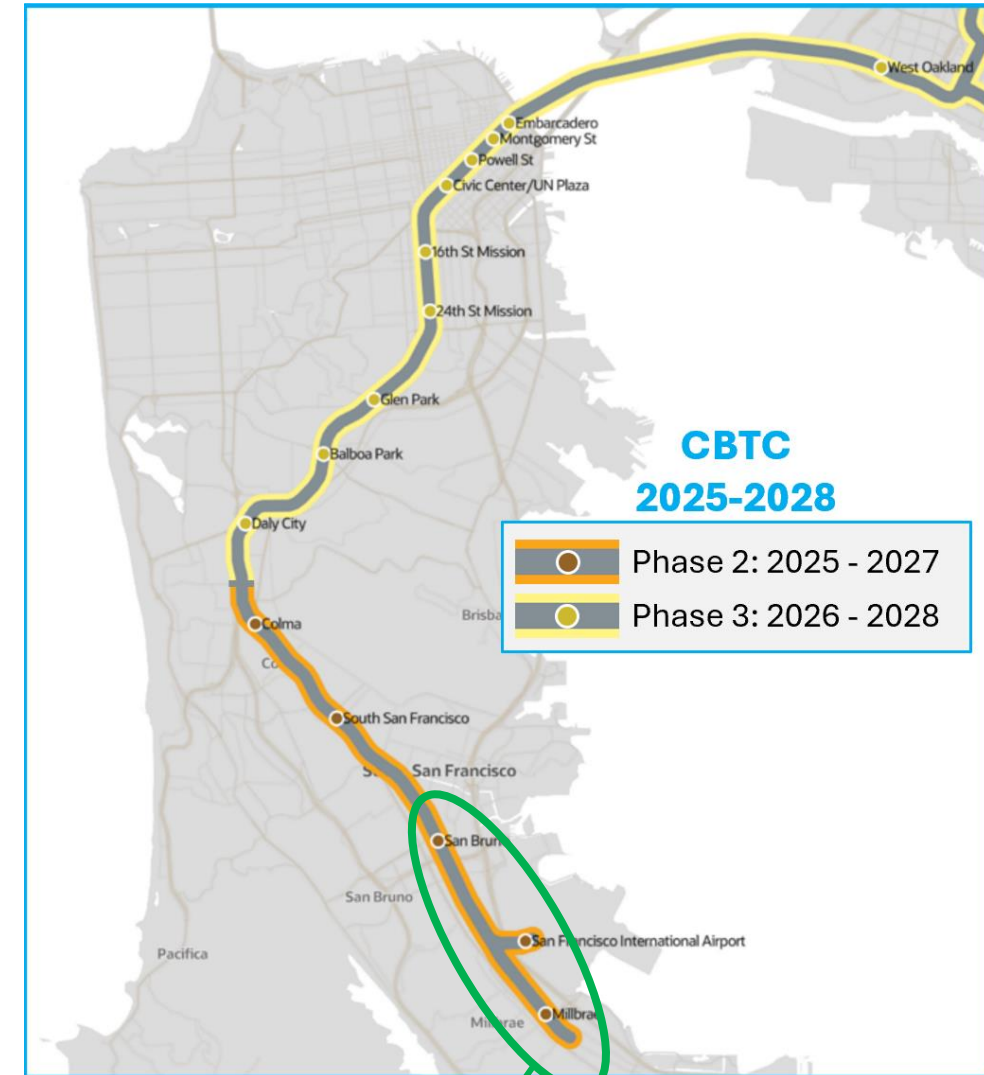 West Oakland
Embarcadero
Montgomery St
Powell St
Civic Center/UN Plaza
16th St Mission
24th St Mission
Glen Park
Balboa Park
CBTC
2025-2028
Daly City
Phase 2: 2025 - 2027
Phase 3: 2026 - 2028
Brisba
Colma
Co
South San Francisco
S San Francisco
San Bruno
San Bruno
San Francisco International Airport
Pacifica
Millbrae
Millbrae